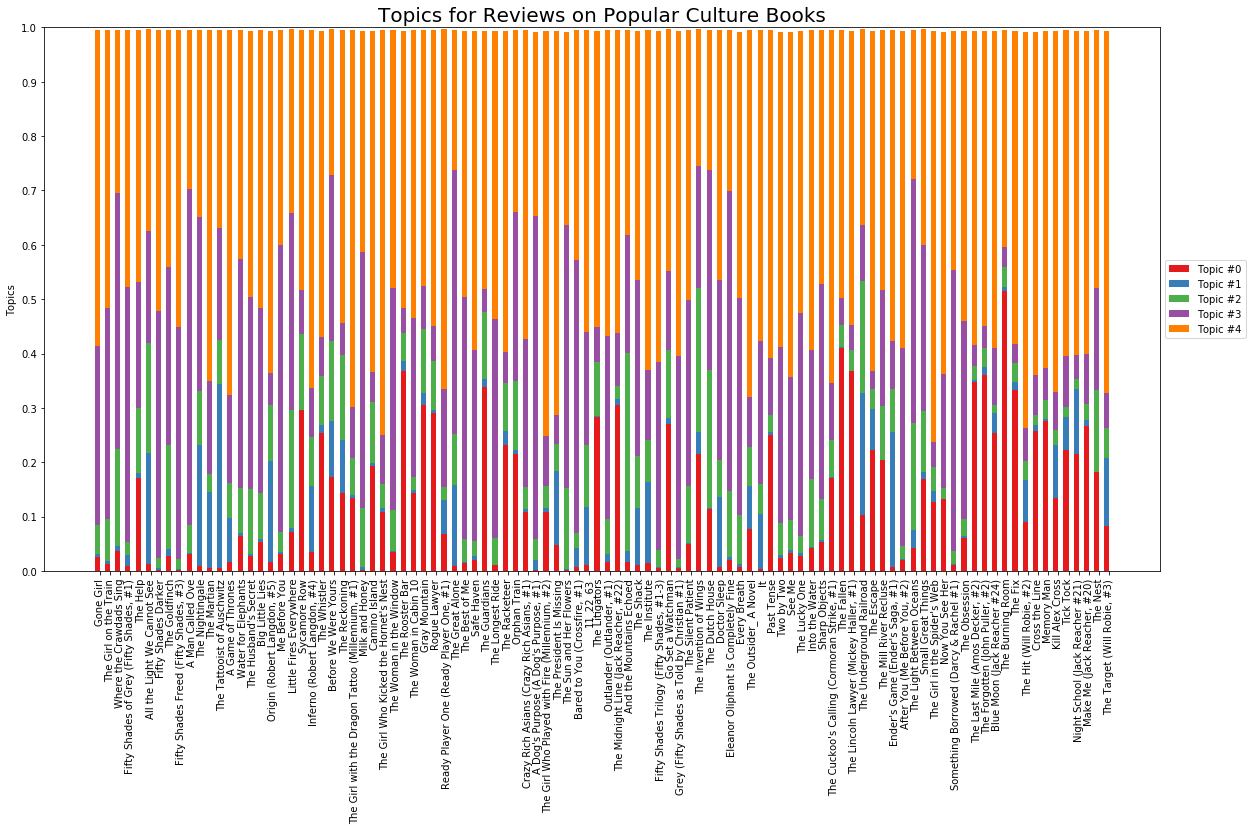 Topics for Reviews on Popular Culture Books
1.0
0.9
0.8
0.7
0.6
0.5
0.4
0.3
0.2
0.1
0.0
Topics
Topic #0
Topic #1
Topic #2
Topic #3
Topic #4
Gone Girl
The Girl on the Train
Where the Crawdads Sing
Fifty Shades of Grey (Fifty Shades, #1)
The Help
All the Light We Cannot See
Fifty Shades Darker
The Goldfinch
Fifty Shades Freed (Fifty Shades, #3)
A Man Called Ove
The Nightingale
The Martian
The Tattooist of Auschwitz
A Game of Thrones
Water for Elephants
The Husband's Secret
Big Little Lies
Origin (Robert Langdon, #5)
Me Before You
Little Fires Everywhere
Sycamore Row
Inferno (Robert Langdon, #4)
The Whistler
Before We Were Yours
The Reckoning
The Girl with the Dragon Tattoo (Millennium, #1)
Milk and Honey
Camino Island
The Girl Who Kicked the Hornet's Nest
The Woman in the Window
The Rooster Bar
The Woman in Cabin 10
Gray Mountain
Rogue Lawyer
Ready Player One (Ready Player One, #1)
The Great Alone
The Best of Me
Safe Haven
The Guardians
The Longest Ride
The Racketeer
Orphan Train
Crazy Rich Asians (Crazy Rich Asians, #1)
A Dog's Purpose (A Dog's Purpose, #1)
The Girl Who Played with Fire (Millennium, #2)
The President Is Missing
The Sun and Her Flowers
Bared to You (Crossfire, #1)
11_22_63
The Litigators
Outlander (Outlander, #1)
The Midnight Line (Jack Reacher, #22)
And the Mountains Echoed
The Shack
The Institute
Fifty Shades Trilogy (Fifty Shades, #1-3)
Go Set a Watchman
Grey (Fifty Shades as Told by Christian #1)
The Silent Patient
The Invention of Wings
The Dutch House
Doctor Sleep
Eleanor Oliphant Is Completely Fine
Every Breath
The Outsider_ A Novel
It
Past Tense
Two by Two
See Me
The Lucky One
Into the Water
Sharp Objects
The Cuckoo's Calling (Cormoran Strike, #1)
The Fallen
The Lincoln Lawyer (Mickey Haller, #1)
The Underground Railroad
The Escape
The Mill River Recluse
Ender's Game (Ender's Saga, #1)
After You (Me Before You, #2)
The Light Between Oceans
Small Great Things
The Girl in the Spider's Web
Now You See Her
Something Borrowed (Darcy & Rachel #1)
The Obsession
The Last Mile (Amos Decker, #2)
The Forgotten (John Puller, #2)
Blue Moon (Jack Reacher #24)
The Burning Room
The Fix
The Hit (Will Robie, #2)
Cross the Line
Memory Man
Kill Alex Cross
Deck Yock
Night School (Jack Reacher, #21)
Make Me (Jack Reacher, #20)
The Nest
The Target (Will Robie, #3)